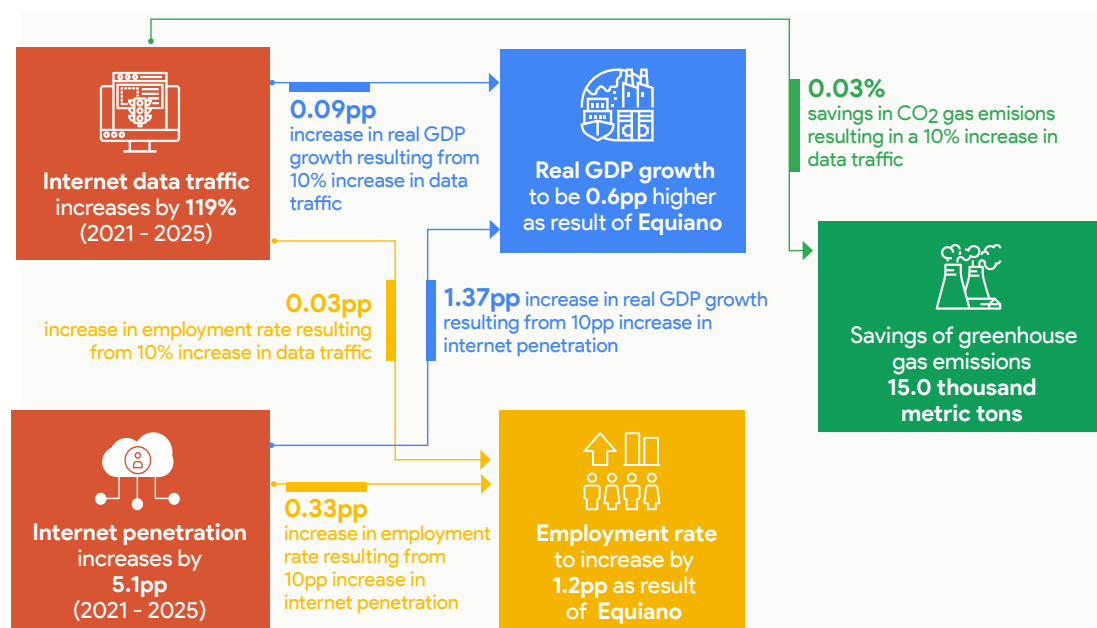 Internet data traffic
increases by 119%
(2021 - 2025)
0.09pp
increase in real GDP
growth resulting from
10% increase in data
traffic
Real GDP growth
to be 0.6pp higher
as result of Equiano
0.03%
savings in CO2 gas emisions
resulting in a 10% increase in
data traffic
0.03pp
increase in employment rate resulting
from 10% increase in data traffic
1.37pp increase in real GDP growth
resulting from 10pp increase in
internet penetration
Savings of greenhouse
gas emissions
15.0 thousand
metric tons
Internet penetration
increases by
5.1pp
(2021 - 2025)
0.33pp
increase in employment
rate resulting from
10pp increase in
internet penetration
Employment rate
to increase by
1.2pp as result
of Equiano